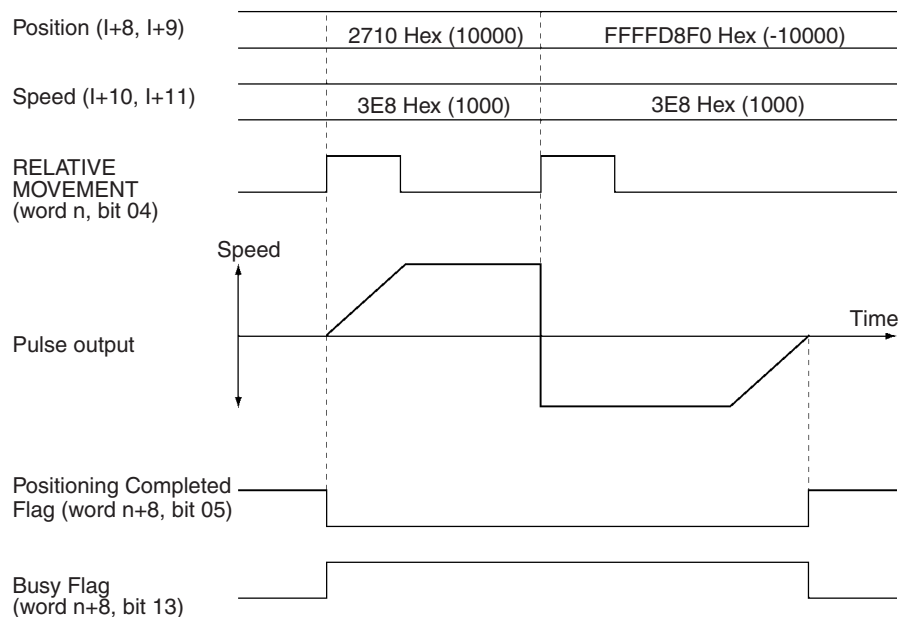 Position (I+8, I+9)
2710 Hex (10000)
FFFFD8F0 Hex (-10000)
Speed (I+10, I+11)
3E8 Hex (1000)
3E8 Hex (1000)
RELATIVE
MOVEMENT
(word n, bit 04)
Speed
Time
Pulse output
Positioning Completed
Flag (word n+8, bit 05)
Busy Flag
(word n+8, bit 13)